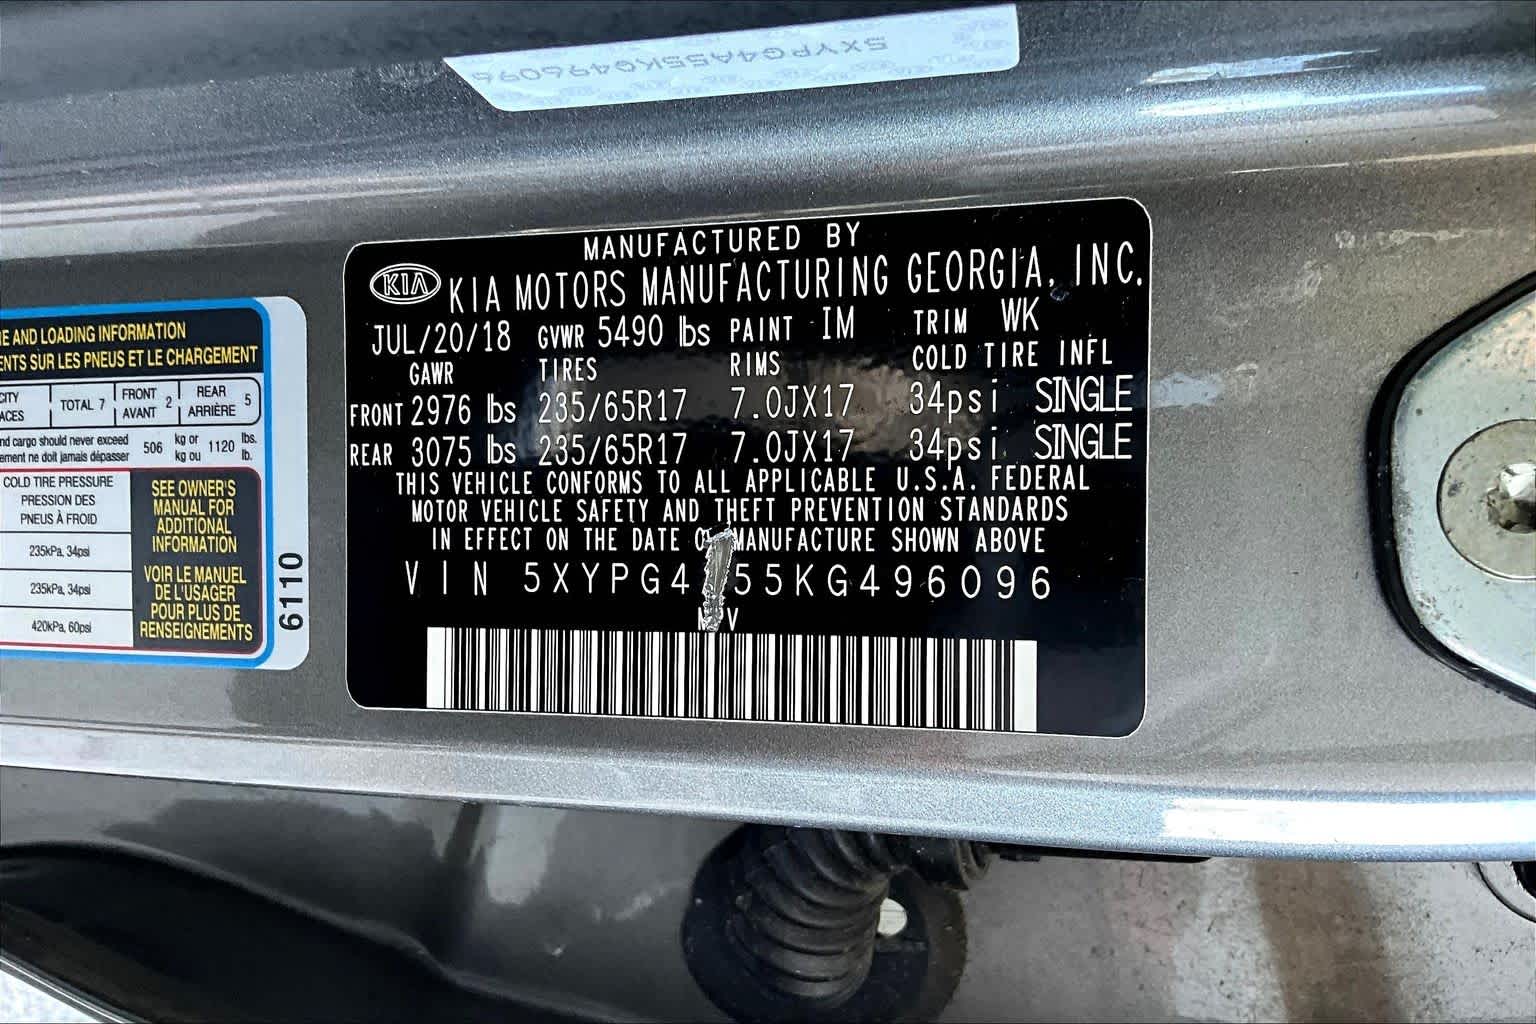 5XYPG4A55KG496096
MANUFACTURED BY
KIA KIA MOTORS MANUFACTURING GEORGIA, INC.
JUL/20/18 GVWR 5490 lbs PAINT IM TRIM WK
GAWR TIRES RIMS COLD TIRE INFL
FRONT 2976 lbs 235/65R17 7.0JX17 34psi SINGLE
REAR 3075 lbs 235/65R17 7.0JX17 34psi SINGLE
THIS VEHICLE CONFORMS TO ALL APPLICABLE U.S.A. FEDERAL
MOTOR VEHICLE SAFETY AND THEFT PREVENTION STANDARDS
IN EFFECT ON THE DATE MANUFACTURE SHOWN ABOVE
VIN 5XYPG4 55KG496096
AND LOADING INFORMATION
SUR LES PNEUS ET LE CHARGEMENT
TOTAL 7 FRONT AVANT 2 REAR ARRIÈRE 5
cargo should never exceed 506 kg or 1120 lbs.
ne doit jamais dépasser kg ou lb.
COLD TIRE PRESSURE
PRESSION DES
PNEUS À FROID
235kPa, 34psi
235kPa, 34psi
420kPa, 60psi
SEE OWNER'S
MANUAL FOR
ADDITIONAL
INFORMATION
VOIR LE MANUEL
DE L'USAGER
POUR PLUS DE
RENSEIGNEMENTS
6110